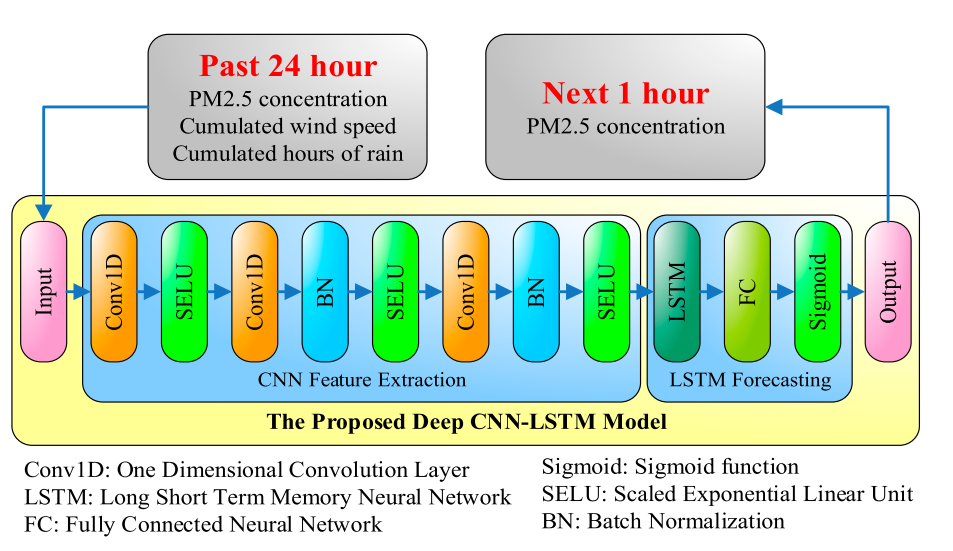 Past 24 hour
PM2.5 concentration
Cumulated wind speed
Cumulated hours of rain
Next 1 hour
PM2.5 concentration
Input
Conv1D
SELU
Conv1D
BN
SELU
Conv1D
BN
SELU
LSTM
FC
Sigmoid
Output
CNN Feature Extraction
LSTM Forecasting
The Proposed Deep CNN-LSTM Model
Conv1D: One Dimensional Convolution Layer
LSTM: Long Short Term Memory Neural Network
FC: Fully Connected Neural Network
Sigmoid: Sigmoid function
SELU: Scaled Exponential Linear Unit
BN: Batch Normalization